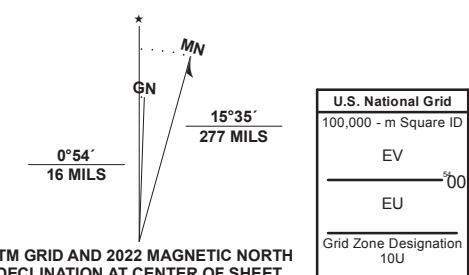 ★
MN
GN
0°54´
16 MILS
15°35´
277 MILS
TM GRID AND 2022 MAGNETIC NORTH
DECLINATION AT CENTER OF SHEET
U.S. National Grid
100,000 - m Square ID
EV
⁵⁴00
EU
Grid Zone Designation
10U